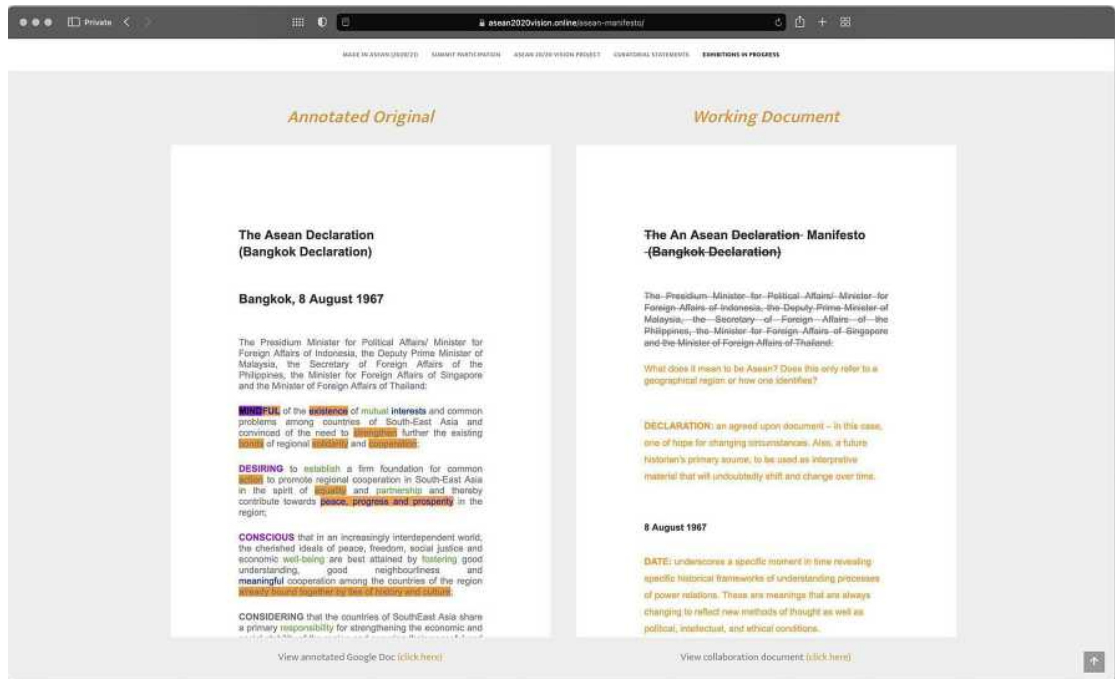 Private
asean2020vision.online/asean-manifesto/
MADE IN ASEAN (2020/21) SUMMIT PARTICIPATION ASEAN 20/20 VISION PROJECT CURATORIAL STATEMENTS EXHIBITIONS IN PROGRESS
Annotated Original
The Asean Declaration
(Bangkok Declaration)
Bangkok, 8 August 1967
The Presidium Minister for Political Affairs/ Minister for
Foreign Affairs of Indonesia, the Deputy Prime Minister of
Malaysia, the Secretary of Foreign Affairs of the
Philippines, the Minister for Foreign Affairs of Singapore
and the Minister of Foreign Affairs of Thailand:
MINDFUL of the existence of mutual interests and common
problems among countries of South-East Asia and
convinced of the need to strengthen further the existing
bonds of regional solidarity and cooperation;
DESIRING to establish a firm foundation for common
action to promote regional cooperation in South-East Asia
in the spirit of equality and partnership and thereby
contribute towards peace, progress and prosperity in the
region;
CONSCIOUS that in an increasingly interdependent world,
the cherished ideals of peace, freedom, social justice and
economic well-being are best attained by fostering good
understanding, good neighbourliness and
meaningful cooperation among the countries of the region
already bound together by ties of history and culture;
CONSIDERING that the countries of SouthEast Asia share
a primary responsibility for strengthening the economic and
View annotated Google Doc (click here)
Working Document
The An Asean Declaration Manifesto
(Bangkok Declaration)
The Presidium Minister for Political Affairs/ Minister for
Foreign Affairs of Indonesia, the Deputy Prime Minister of
Malaysia, the Secretary of Foreign Affairs of the
Philippines, the Minister for Foreign Affairs of Singapore
and the Minister of Foreign Affairs of Thailand:
What does it mean to be Asean? Does this only refer to a
geographical region or how one identifies?
DECLARATION: an agreed upon document – in this case,
one of hope for changing circumstances. Also, a future
historian's primary source, to be used as interpretive
material that will undoubtedly shift and change over time.
8 August 1967
DATE: underscores a specific moment in time revealing
specific historical frameworks of understanding processes
of power relations. These are meanings that are always
changing to reflect new methods of thought as well as
political, intellectual, and ethical conditions.
View collaboration document (click here)